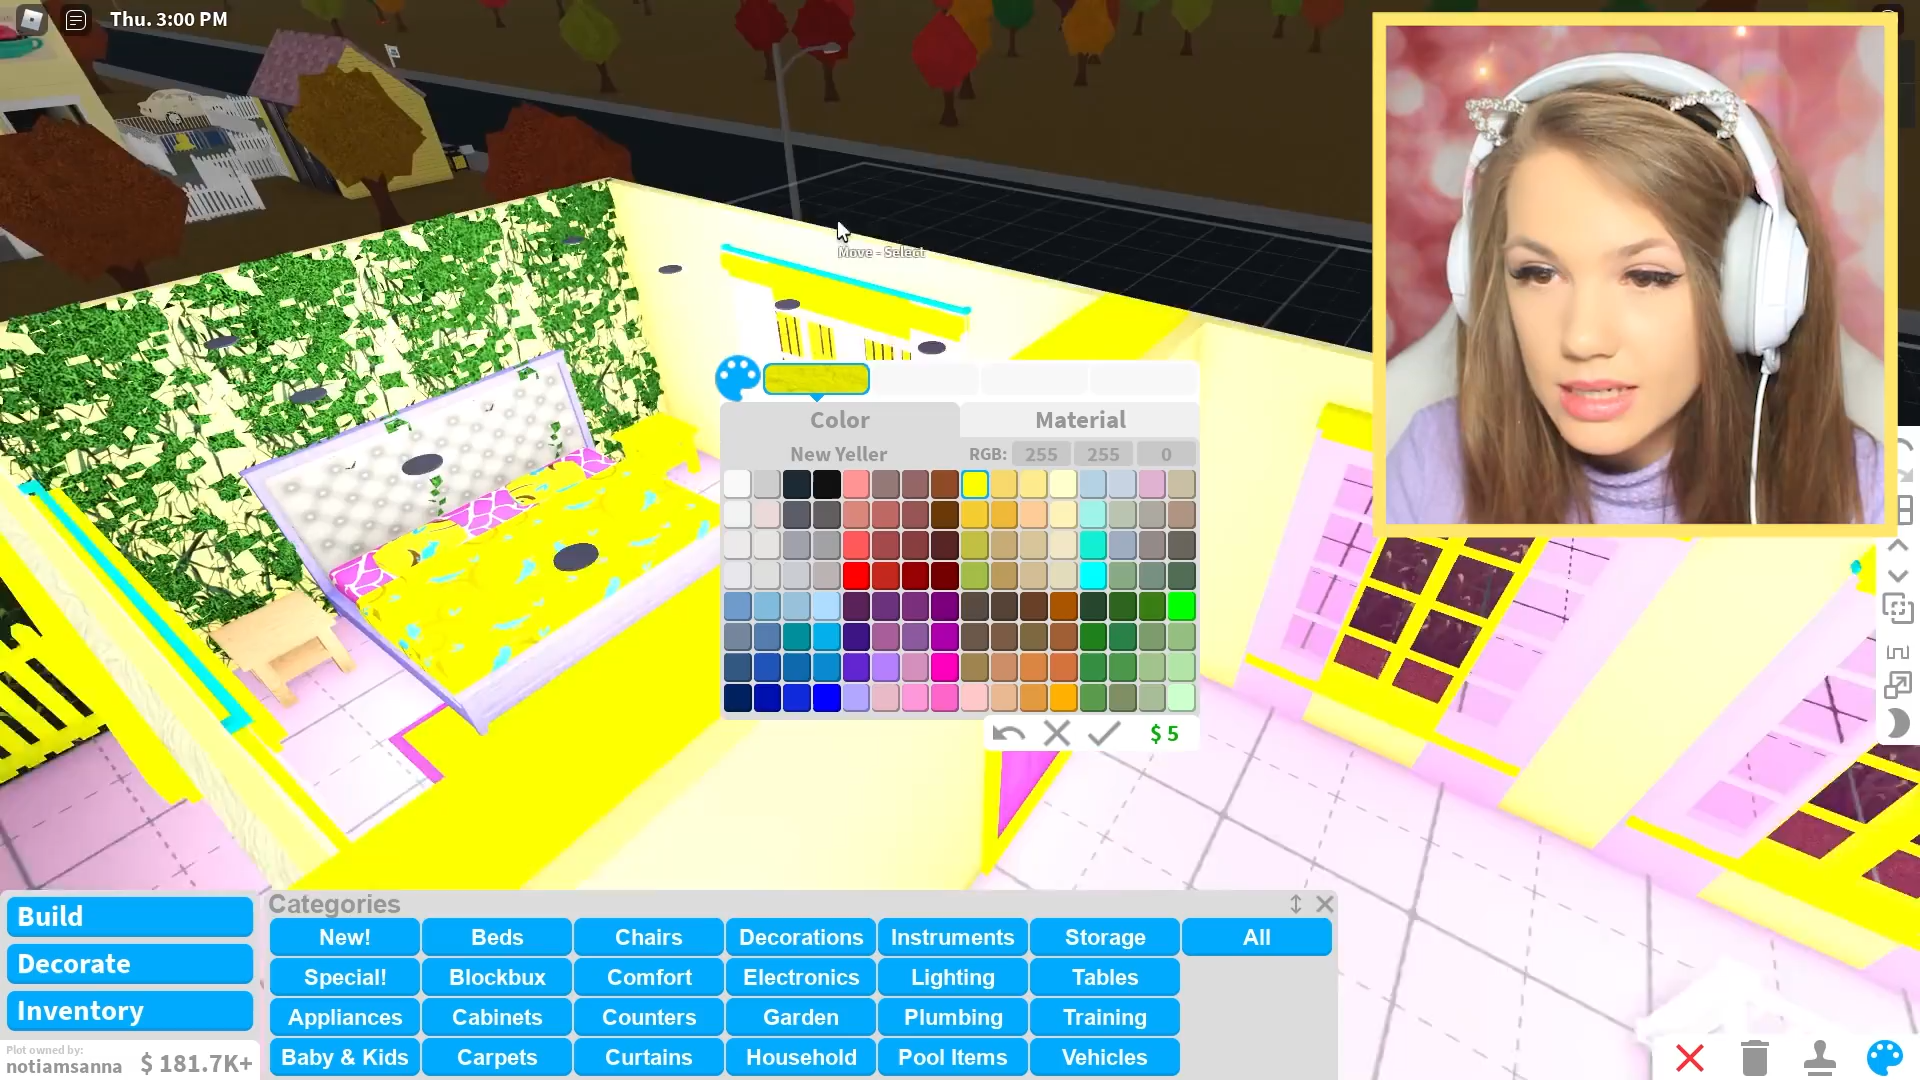 Thu. 3:00 PM
Move - Select
Color
Material
New Yeller
RGB: 255 255 0
$ 5
Build
Decorate
Inventory
Plot owned by:
notiamsanna
$ 181.7K+
Categories
New! Beds Chairs Decorations Instruments Storage All
Special! Blockbux Comfort Electronics Lighting Tables
Appliances Cabinets Counters Garden Plumbing Training
Baby & Kids Carpets Curtains Household Pool Items Vehicles